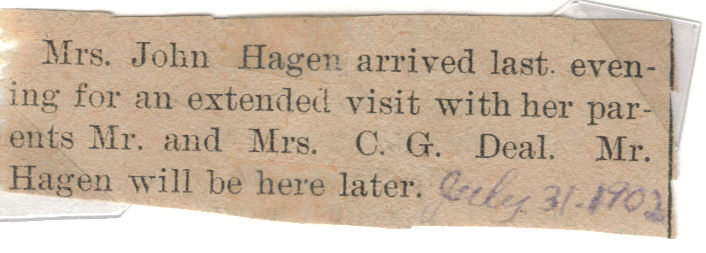 Mrs. John Hagen arrived last. even-
ing for an extended visit with her par-
ents Mr. and Mrs. C. G. Deal. Mr.
Hagen will be here later. July 31. 1902